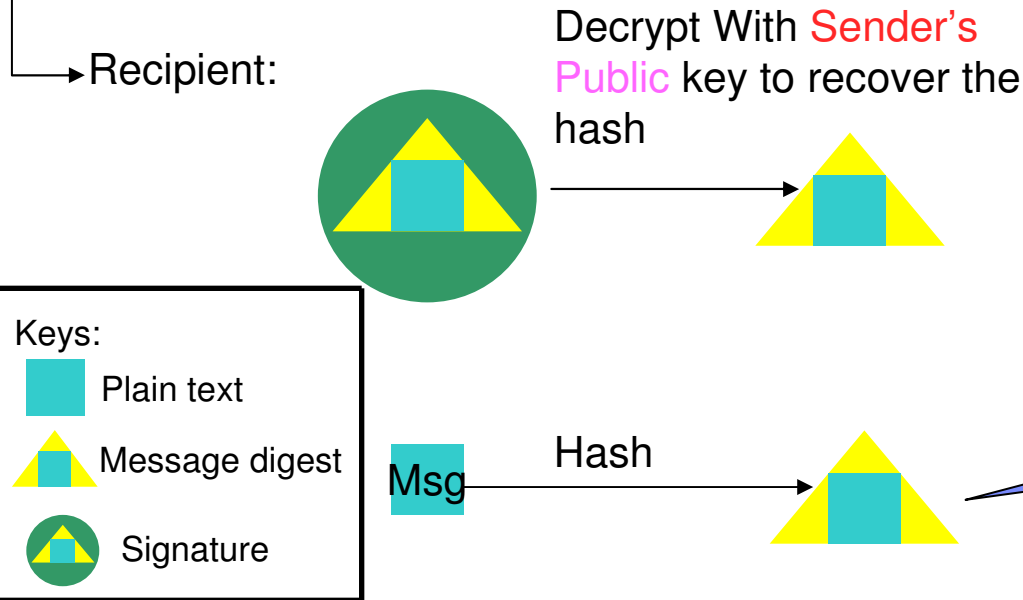 Recipient:
Decrypt With Sender's
Public key to recover the
hash
Keys:
Plain text
Message digest
Signature
Msg
Hash